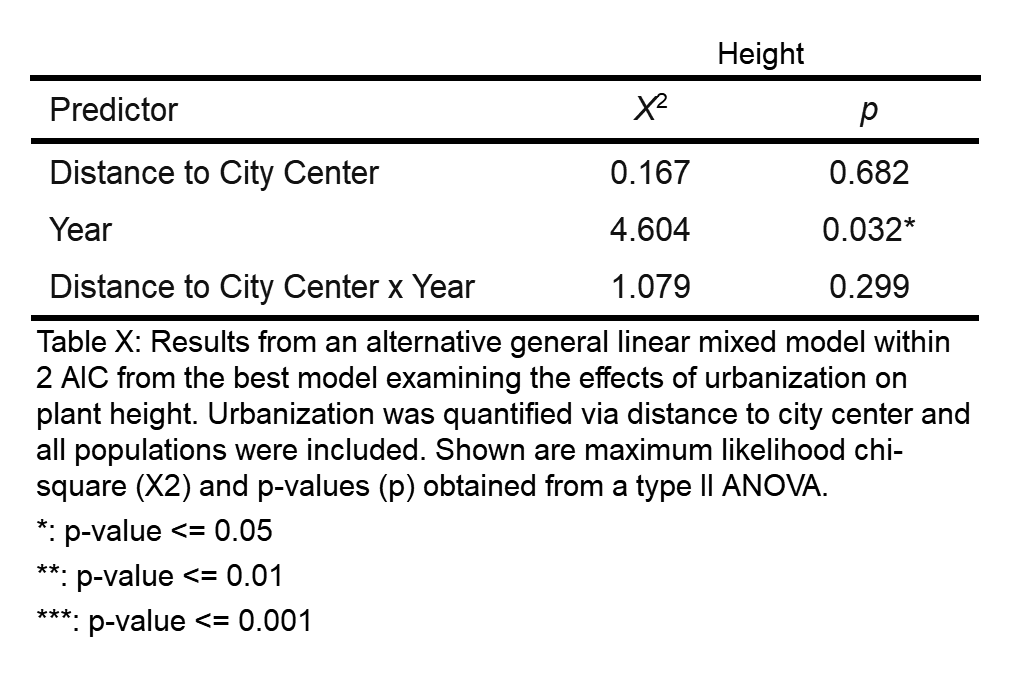 Height
Predictor X² p
Distance to City Center 0.167 0.682
Year 4.604 0.032*
Distance to City Center x Year 1.079 0.299
Table X: Results from an alternative general linear mixed model within
2 AIC from the best model examining the effects of urbanization on
plant height. Urbanization was quantified via distance to city center and
all populations were included. Shown are maximum likelihood chi-
square (X2) and p-values (p) obtained from a type II ANOVA.
*: p-value <= 0.05
**: p-value <= 0.01
***: p-value <= 0.001